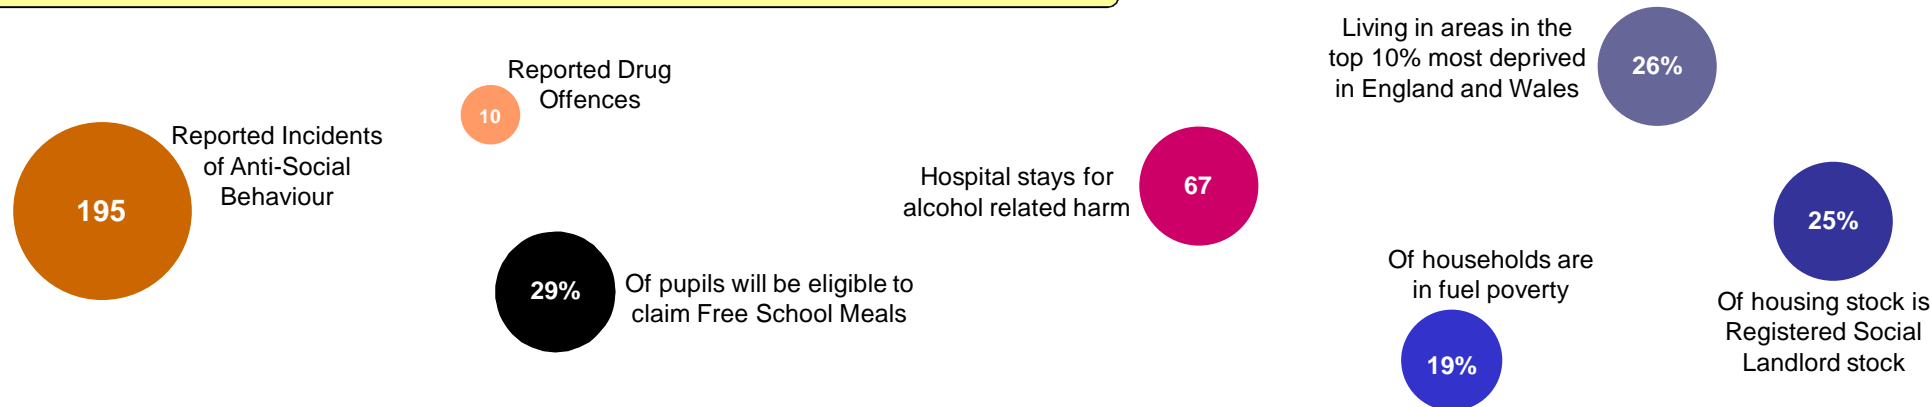 195
Reported Incidents
of Anti-Social
Behaviour
10
Reported Drug
Offences
29%
Of pupils will be eligible to
claim Free School Meals
Hospital stays for
alcohol related harm
67
Living in areas in the
top 10% most deprived
in England and Wales
26%
Of households are
in fuel poverty
19%
25%
Of housing stock is
Registered Social
Landlord stock